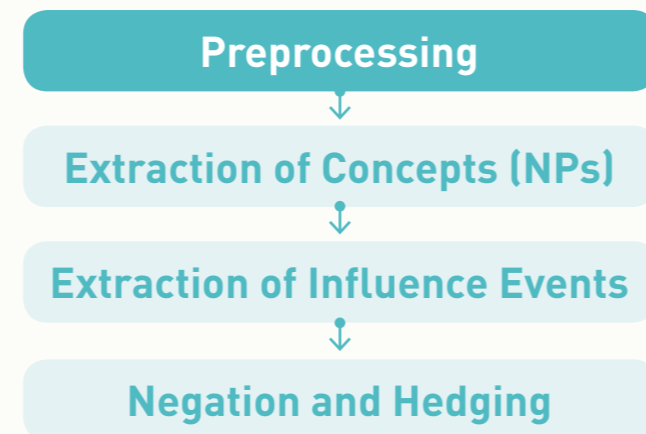 Preprocessing
Extraction of Concepts (NPs)
Extraction of Influence Events
Negation and Hedging